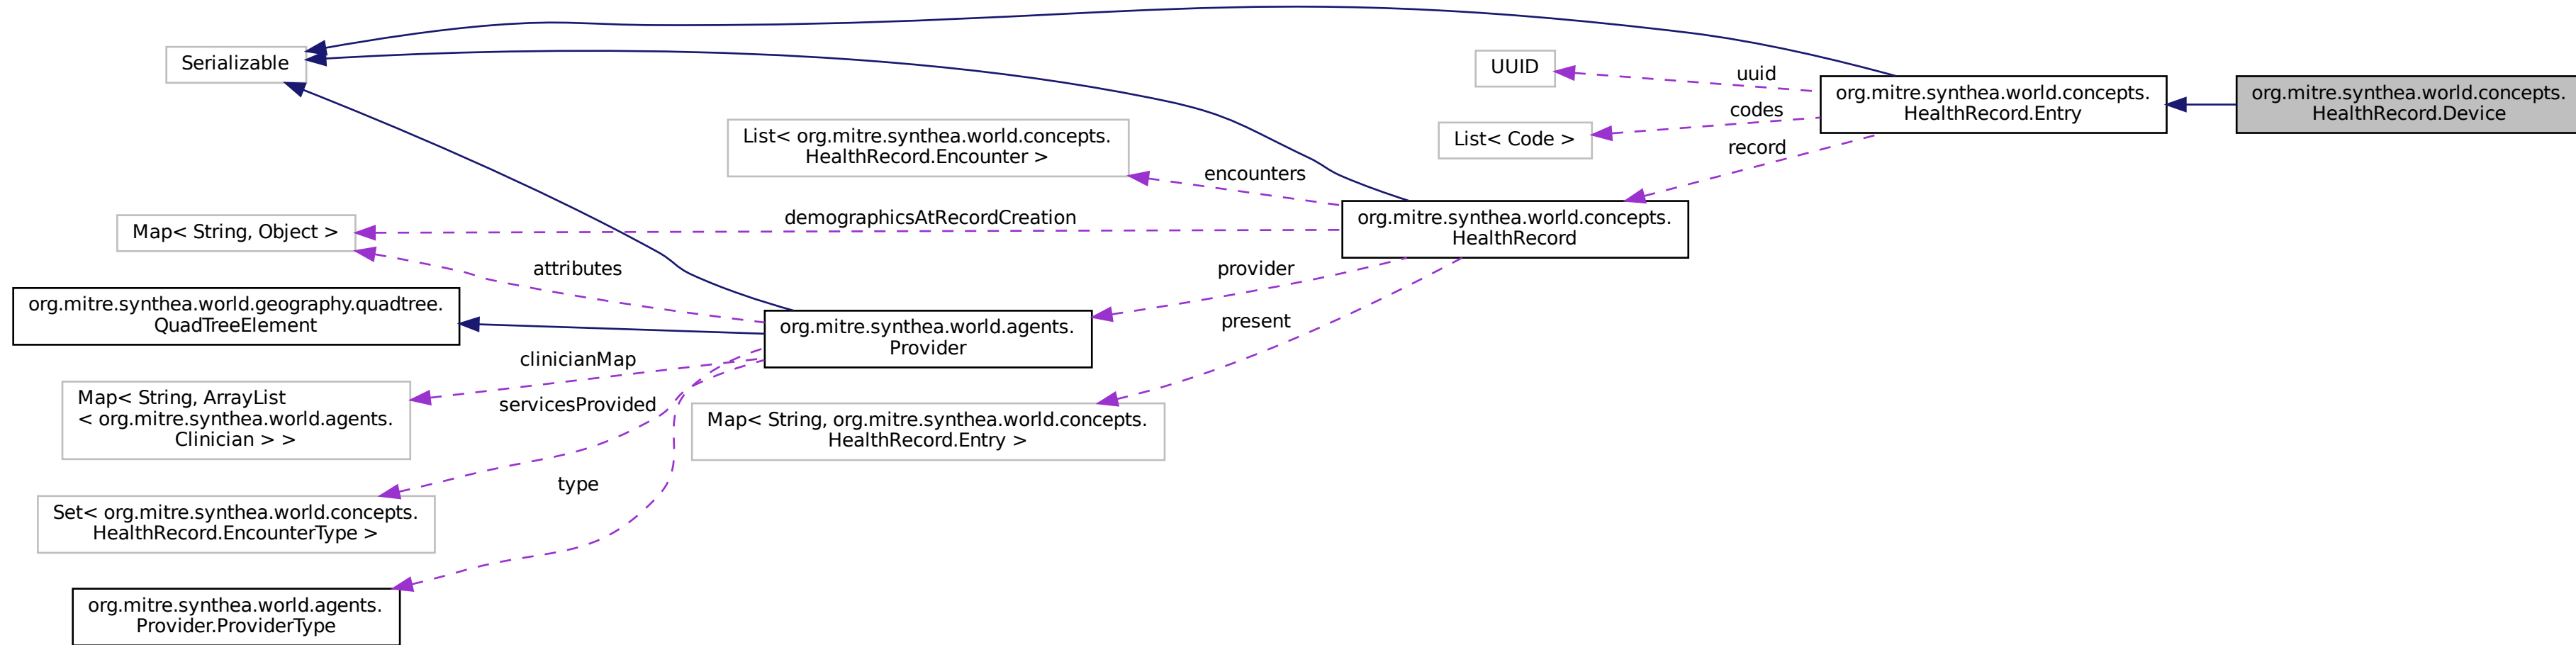 Serializable
UUID
uuid
org.mitre.synthea.world.concepts.
HealthRecord.Entry
org.mitre.synthea.world.concepts.
HealthRecord.Device
codes
List< Code >
List< org.mitre.synthea.world.concepts.
HealthRecord.Encounter >
record
encounters
demographicsAtRecordCreation
org.mitre.synthea.world.concepts.
HealthRecord
Map< String, Object >
attributes
provider
org.mitre.synthea.world.geography.quadtree.
QuadTreeElement
org.mitre.synthea.world.agents.
Provider
present
clinicianMap
Map< String, ArrayList
< org.mitre.synthea.world.agents.
Clinician > >
servicesProvided
Map< String, org.mitre.synthea.world.concepts.
HealthRecord.Entry >
type
Set< org.mitre.synthea.world.concepts.
HealthRecord.EncounterType >
org.mitre.synthea.world.agents.
Provider.ProviderType